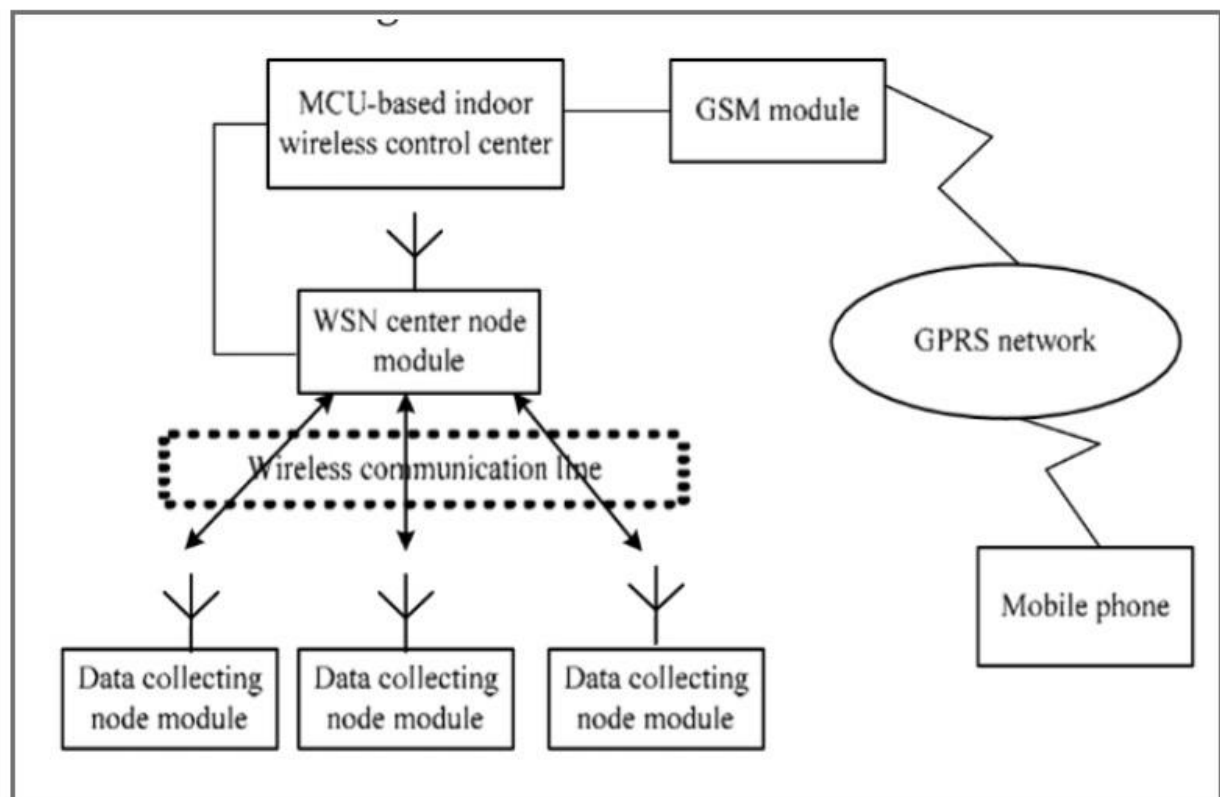 MCU-based indoor
wireless control center
GSM module
WSN center node
module
GPRS network
Wireless communication line
Mobile phone
Data collecting
node module
Data collecting
node module
Data collecting
node module